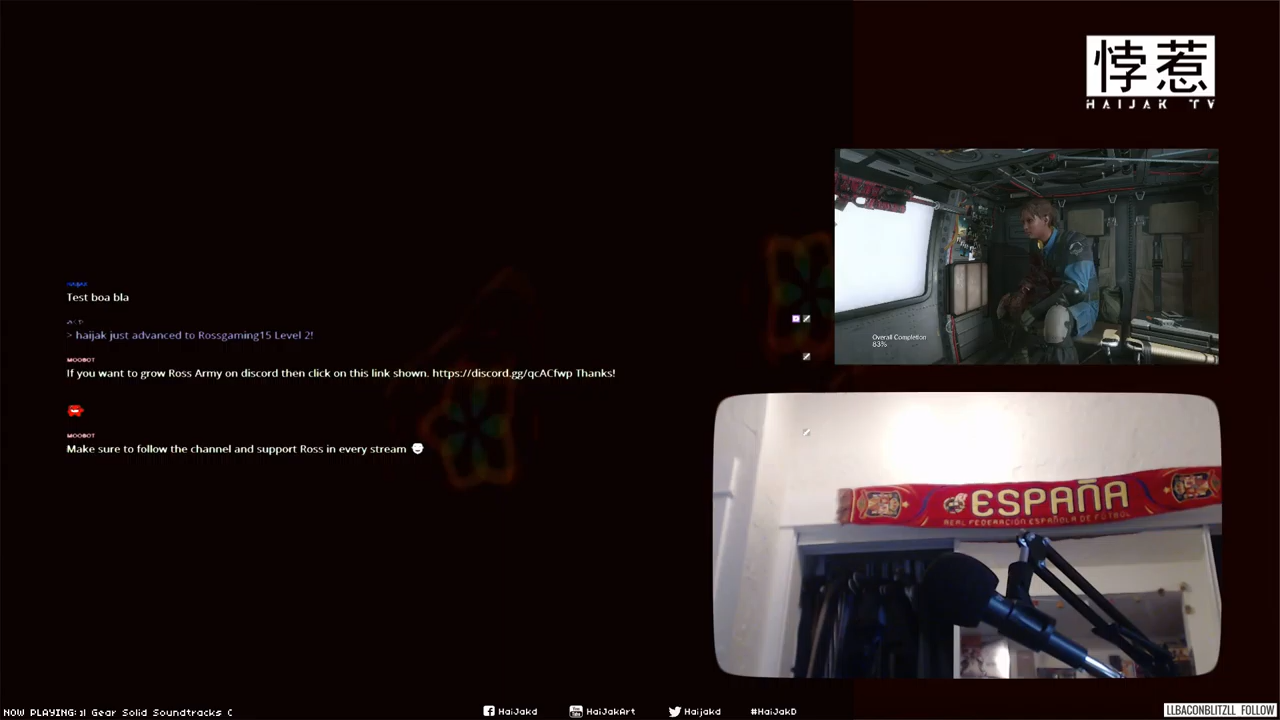 悖惹
HAIJAK TV
Overall Completion
83%
Test boa bla
> haijak just advanced to Rossgaming15 Level 2!
MOOBOT
If you want to grow Ross Army on discord then click on this link shown. https://discord.gg/qcACfwp Thanks!
MOOBOT
Make sure to follow the channel and support Ross in every stream
ESPAÑA
REAL FEDERACIÓN ESPAÑOLA DE FÚTBOL
NOW PLAYING: Gear Solid Soundtracks C
HaiJakd
HaiJakArt
Haijakd
#HaiJakD
LLBACONBLITZLL FOLLOW